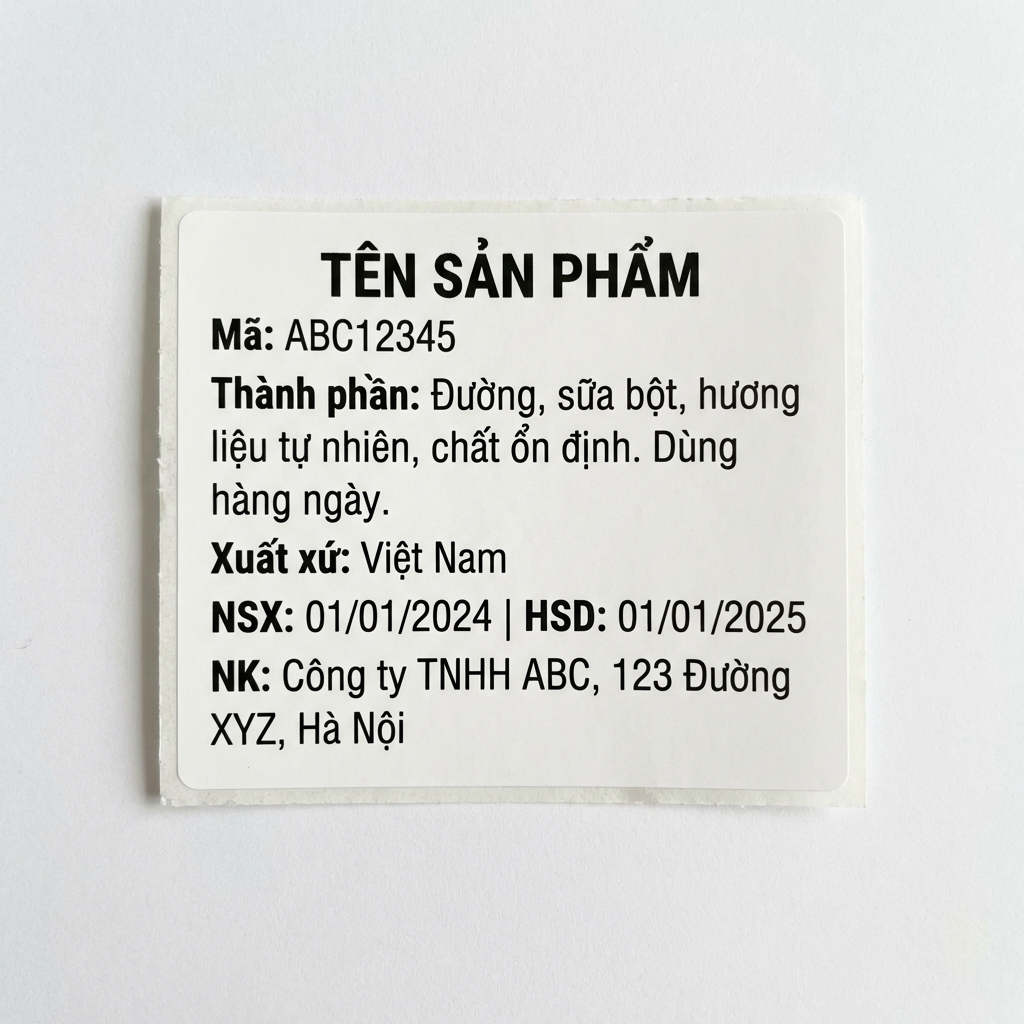 TÊN SẢN PHẨM
Mã: ABC12345
Thành phần: Đường, sữa bột, hương
liệu tự nhiên, chất ổn định. Dùng
hàng ngày.
Xuất xứ: Việt Nam
NSX: 01/01/2024 | HSD: 01/01/2025
NK: Công ty TNHH ABC, 123 Đường
XYZ, Hà Nội